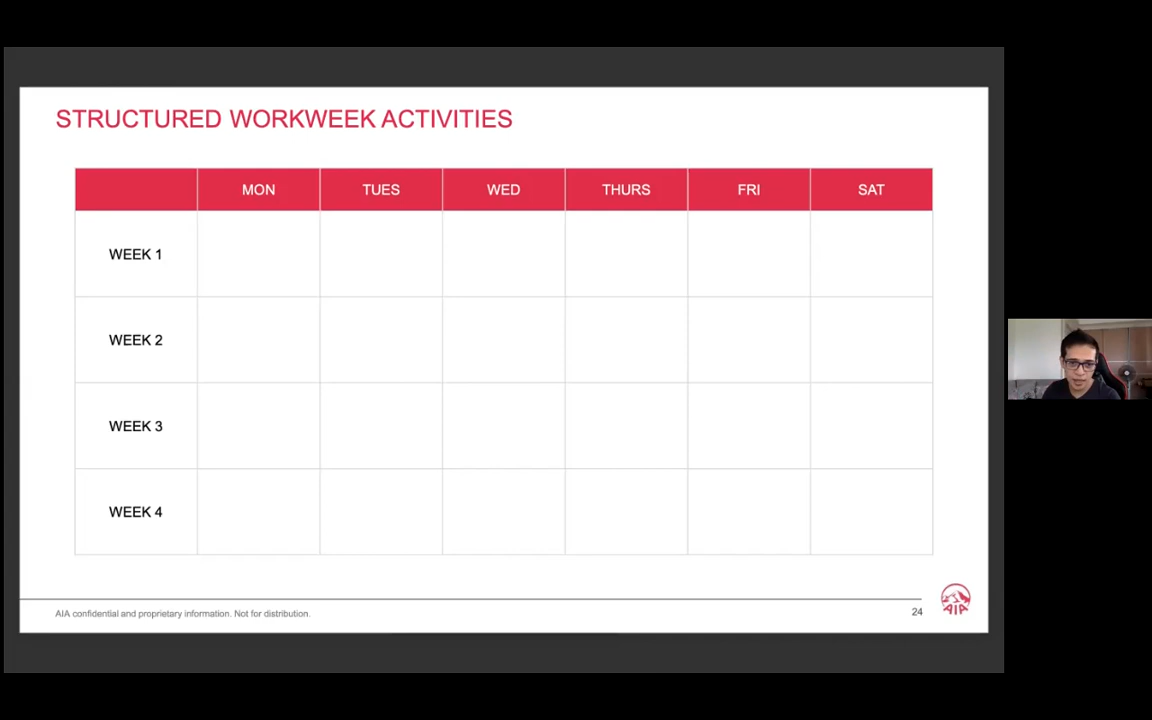 STRUCTURED WORKWEEK ACTIVITIES
MON TUES WED THURS FRI SAT
WEEK 1
WEEK 2
WEEK 3
WEEK 4
AIA confidential and proprietary information. Not for distribution.
24
AIA